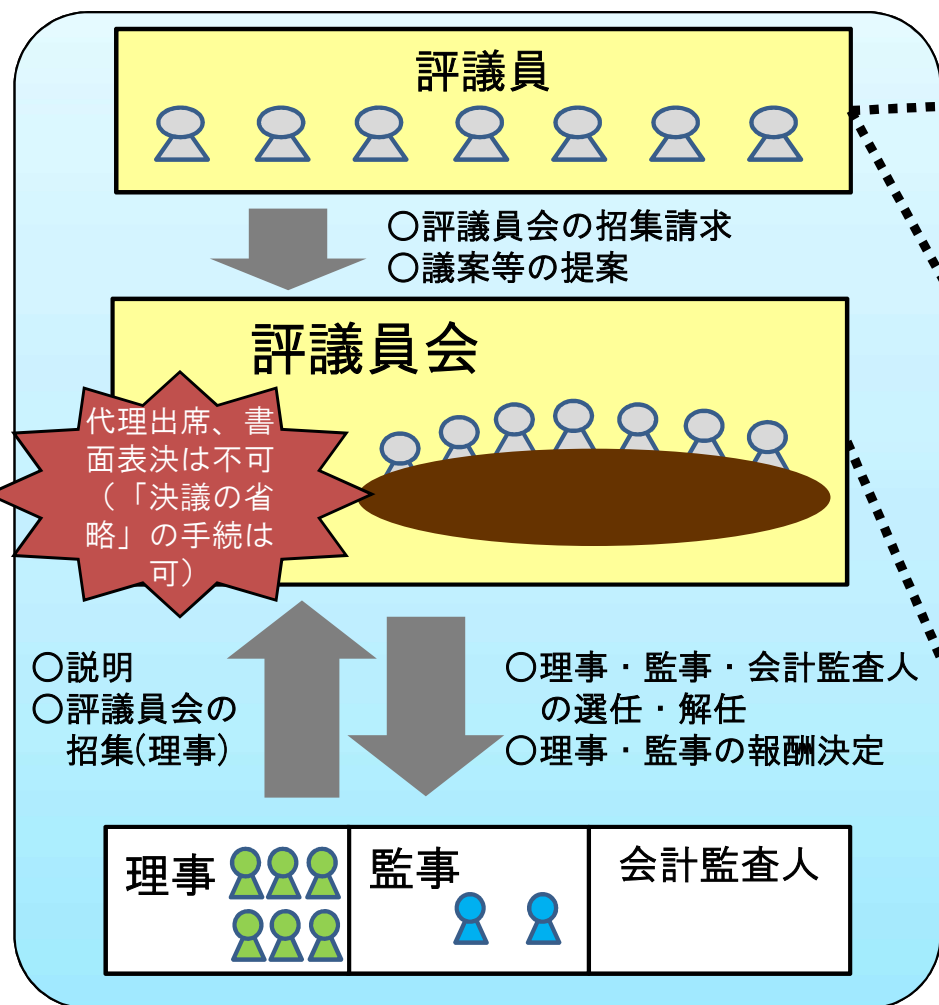 評議員
○評議員会の招集請求
○議案等の提案
評議員会
代理出席、書
面表決は不可
（「決議の省
略」の手続は
可）
○説明
○評議員会の
招集(理事)
○理事・監事・会計監査人
の選任・解任
○理事・監事の報酬決定
理事
監事
会計監査人